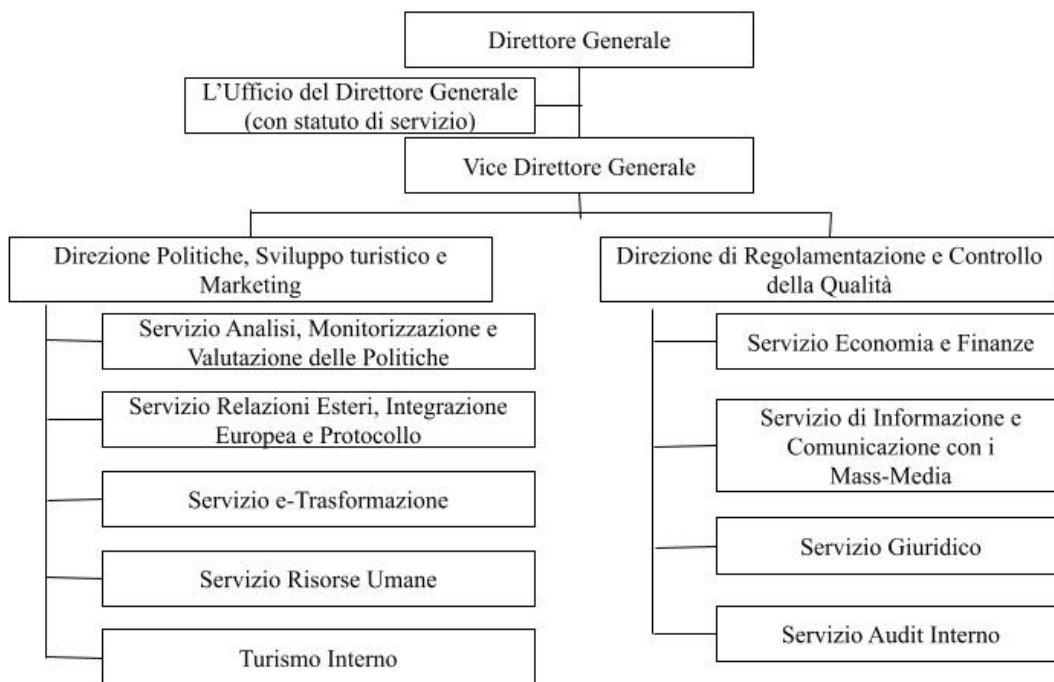 Direttore Generale
L'Ufficio del Direttore Generale
(con statuto di servizio)
Vice Direttore Generale
Direzione Politiche, Sviluppo turistico e
Marketing
Servizio Analisi, Monitorizzazione e
Valutazione delle Politiche
Servizio Relazioni Esteri, Integrazione
Europea e Protocollo
Servizio e-Trasformazione
Servizio Risorse Umane
Turismo Interno
Direzione di Regolamentazione e Controllo
della Qualità
Servizio Economia e Finanze
Servizio di Informazione e
Comunicazione con i
Mass-Media
Servizio Giuridico
Servizio Audit Interno